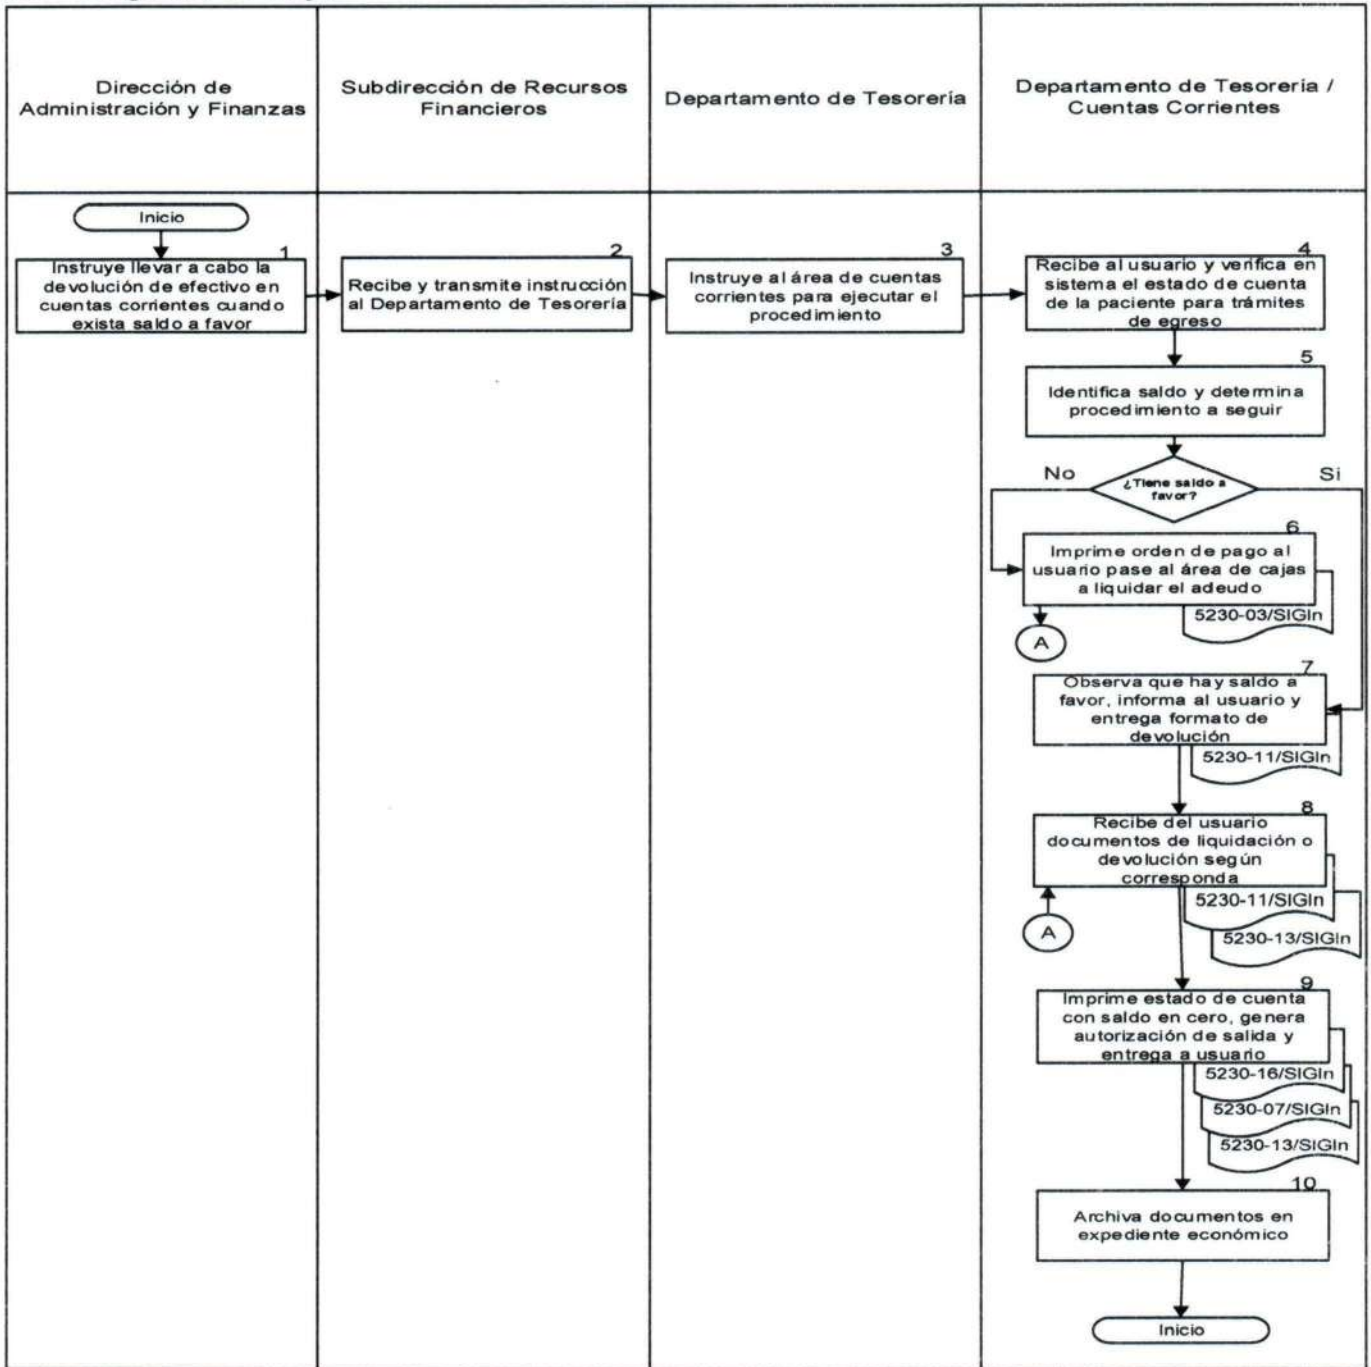 Dirección de
Administración y Finanzas
Subdirección de Recursos
Financieros
Departamento de Tesorería
Departamento de Tesorería /
Cuentas Corrientes
Inicio
1
Instruye llevar a cabo la
devolución de efectivo en
cuentas corrientes cuando
exista saldo a favor
2
Recibe y transmite instrucción
al Departamento de Tesorería
3
Instruye al área de cuentas
corrientes para ejecutar el
procedimiento
4
Recibe al usuario y verifica en
sistema el estado de cuenta
de la paciente para trámites
de egreso
5
Identifica saldo y determina
procedimiento a seguir
No
¿Tiene saldo a
favor?
Si
6
Imprime orden de pago al
usuario pase al área de cajas
a liquidar el adeudo
5230-03/SIGIn
A
7
Observa que hay saldo a
favor, informa al usuario y
entrega formato de
devolución
5230-11/SIGIn
8
Recibe del usuario
documentos de liquidación o
devolución según
corresponda
5230-11/SIGIn
A
5230-13/SIGIn
9
Imprime estado de cuenta
con saldo en cero, genera
autorización de salida y
entrega a usuario
5230-16/SIGIn
5230-07/SIGIn
5230-13/SIGIn
10
Archiva documentos en
expediente económico
Inicio